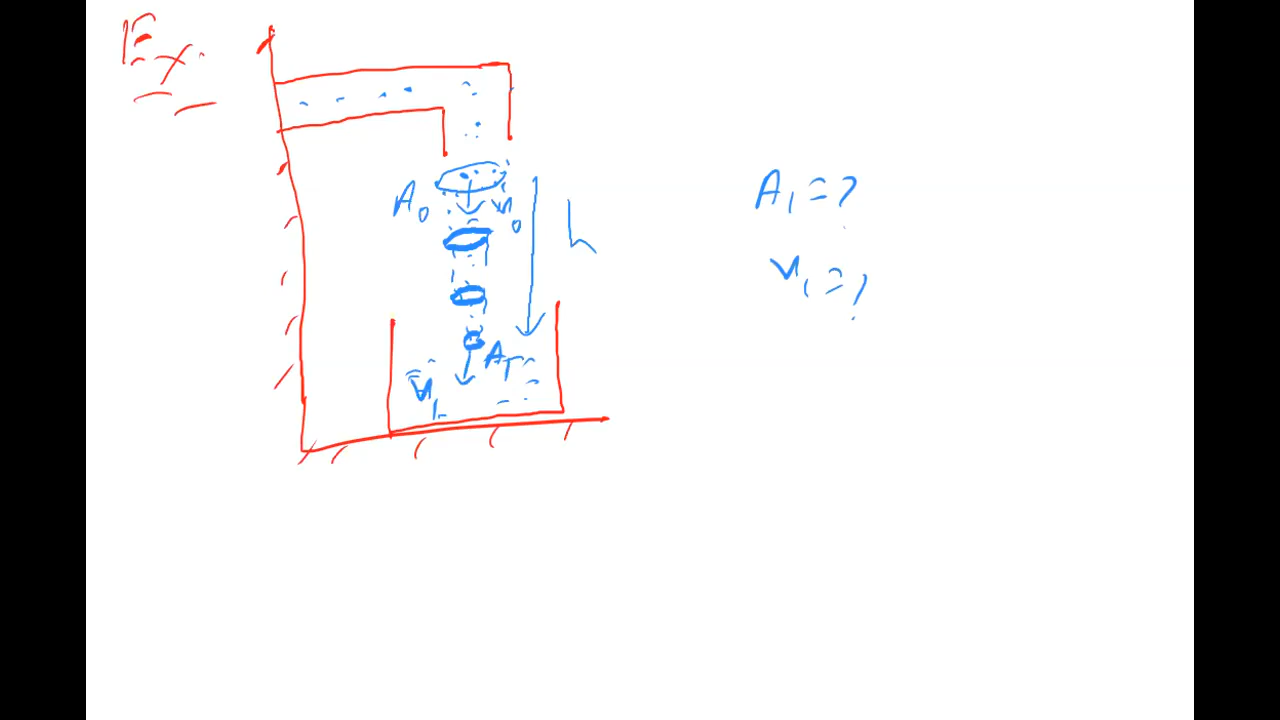 Ex.
A₀
v₀
h
A₁
v₁
A₁ = ?
v₁ = ?